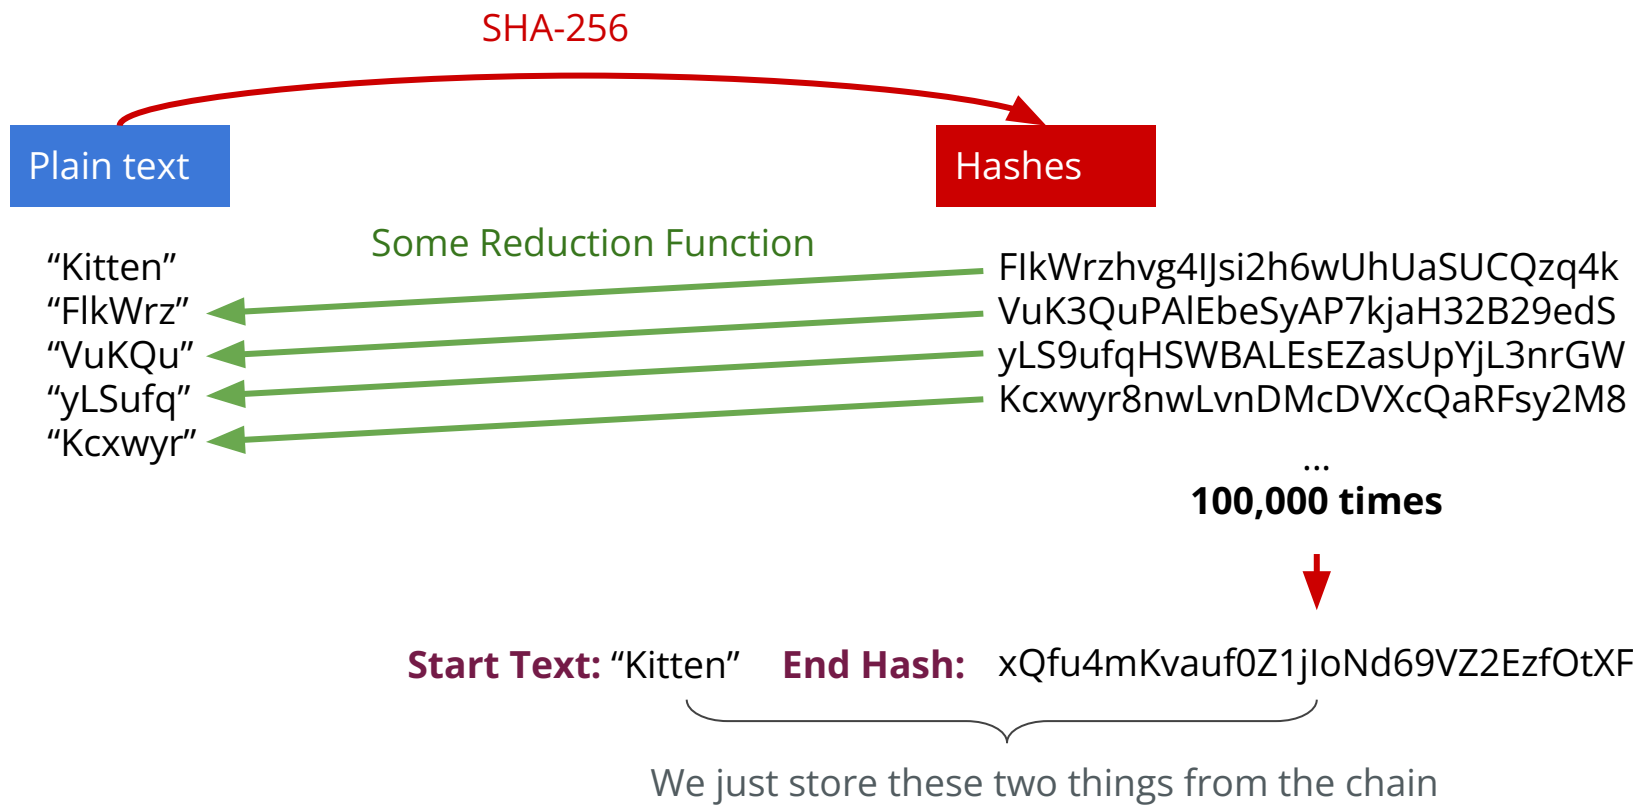 SHA-256
Plain text
Hashes
Some Reduction Function
“Kitten”
“FlkWrz”
“VuKQu”
“yLSufq”
“Kcxwyr”
FIkWrzhvg4IJsi2h6wUhUaSUCQzq4k
VuK3QuPAlEbeSyAP7kjaH32B29edS
yLS9ufqHSWBALEsEZasUpYjL3nrGW
Kcxwyr8nwLvnDMcDVXcQaRFsy2M8
...
100,000 times
Start Text: “Kitten” End Hash: xQfu4mKvauf0Z1jIoNd69VZ2EzfOtXF
We just store these two things from the chain